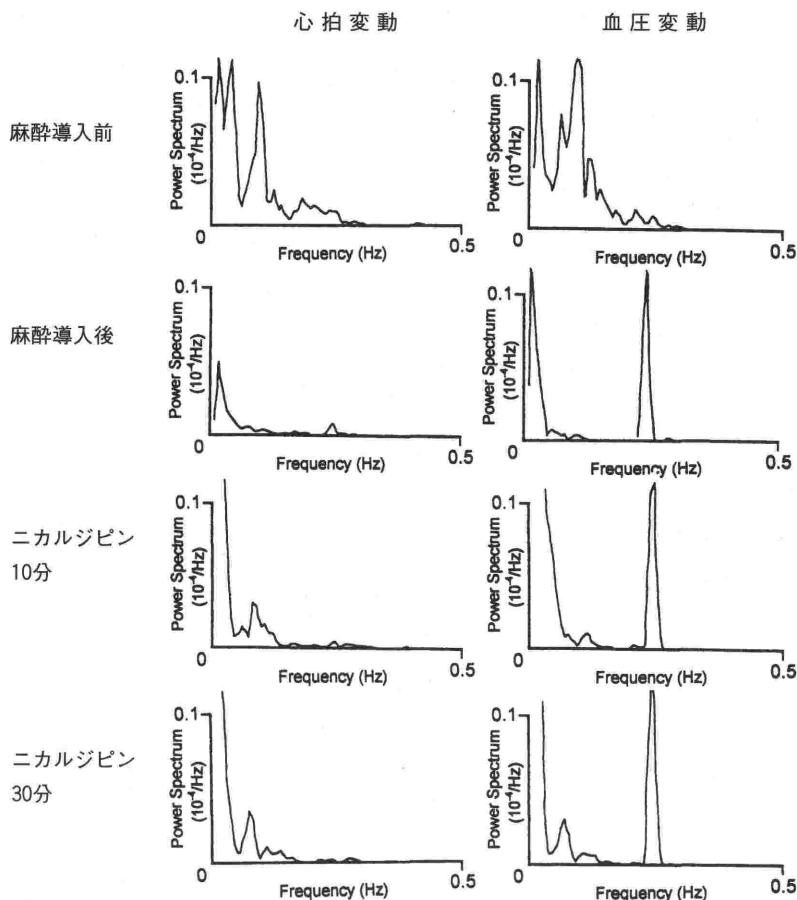 心拍変動
血圧変動
麻酔導入前
Power Spectrum
(10⁻⁴/Hz)
0.1
0
Frequency (Hz)
0.5
Power Spectrum
(10⁻⁴/Hz)
0.1
0
Frequency (Hz)
0.5
麻酔導入後
Power Spectrum
(10⁻⁴/Hz)
0.1
0
Frequency (Hz)
0.5
Power Spectrum
(10⁻⁴/Hz)
0.1
0
Frequency (Hz)
0.5
ニカルジピン
10分
Power Spectrum
(10⁻⁴/Hz)
0.1
0
Frequency (Hz)
0.5
Power Spectrum
(10⁻⁴/Hz)
0.1
0
Frequency (Hz)
0.5
ニカルジピン
30分
Power Spectrum
(10⁻⁴/Hz)
0.1
0
Frequency (Hz)
0.5
Power Spectrum
(10⁻⁴/Hz)
0.1
0
Frequency (Hz)
0.5